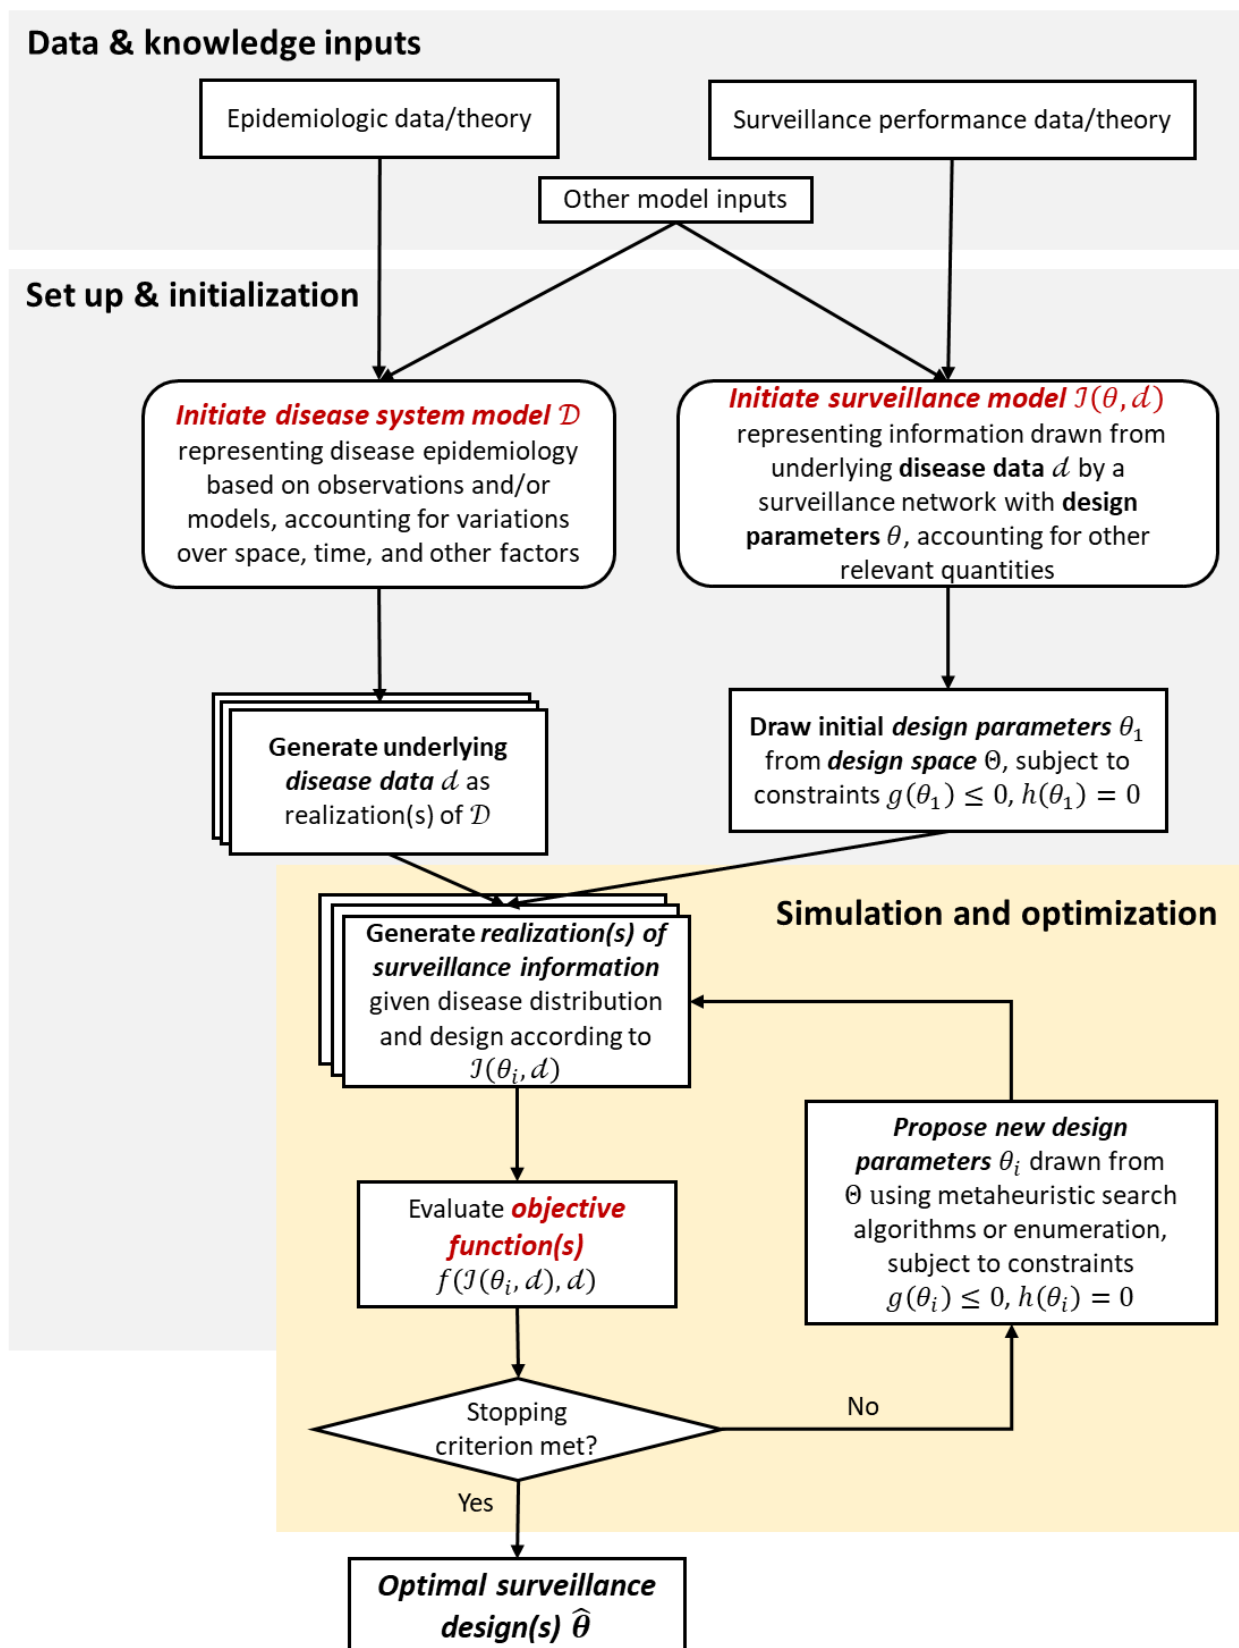 Data & knowledge inputs
Epidemiologic data/theory
Surveillance performance data/theory
Other model inputs
Set up & initialization
Initiate disease system model 𝒟
representing disease epidemiology
based on observations and/or
models, accounting for variations
over space, time, and other factors
Initiate surveillance model ℐ(θ, d)
representing information drawn from
underlying disease data d by a
surveillance network with design
parameters θ, accounting for other
relevant quantities
Generate underlying
disease data d as
realization(s) of 𝒟
Draw initial design parameters θ₁
from design space Θ, subject to
constraints g(θ₁) ≤ 0, h(θ₁) = 0
Simulation and optimization
Generate realization(s) of
surveillance information
given disease distribution
and design according to
ℐ(θᵢ, d)
Propose new design
parameters θᵢ drawn from
Θ using metaheuristic search
algorithms or enumeration,
subject to constraints
g(θᵢ) ≤ 0, h(θᵢ) = 0
Evaluate objective
function(s)
f(ℐ(θᵢ, d), d)
Stopping
criterion met?
No
Yes
Optimal surveillance
design(s) θ̂